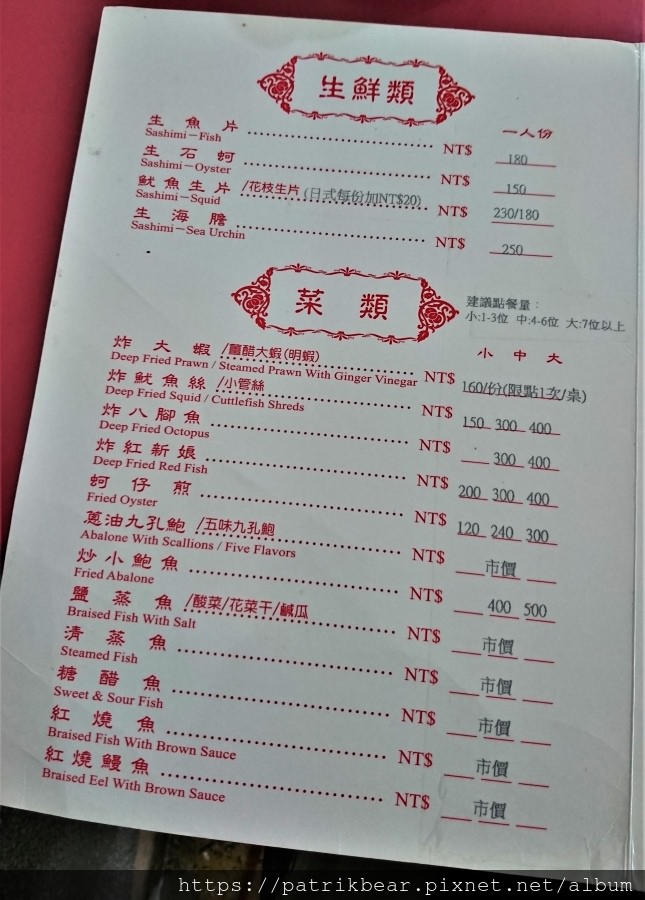 生鮮類
一人份
生魚片 NT$ 180
Sashimi－Fish
生石蚵 NT$ 150
Sashimi－Oyster
魷魚生片/花枝生片(日式每份加NT$20) NT$ 230/180
Sashimi－Squid
生海膽 NT$ 250
Sashimi－Sea Urchin
菜類
建議點餐量：
小:1-3位 中:4-6位 大:7位以上
小 中 大
炸大蝦/薑醋大蝦(明蝦) NT$ 160/份(限點1次/桌)
Deep Fried Prawn / Steamed Prawn With Ginger Vinegar
炸魷魚絲/小管絲 NT$ 150 300 400
Deep Fried Squid / Cuttlefish Shreds
炸八腳魚 NT$ 300 400
Deep Fried Octopus
炸紅新娘 NT$ 200 300 400
Deep Fried Red Fish
蚵仔煎 NT$ 120 240 300
Fried Oyster
蔥油九孔鮑/五味九孔鮑 NT$ 市價
Abalone With Scallions / Five Flavors
炒小鮑魚 NT$ 400 500
Fried Abalone
鹽蒸魚/酸菜/花菜干/鹹瓜 NT$ 市價
Braised Fish With Salt
清蒸魚 NT$ 市價
Steamed Fish
糖醋魚 NT$ 市價
Sweet & Sour Fish
紅燒魚 NT$ 市價
Braised Fish With Brown Sauce
紅燒鰻魚 NT$ 市價
Braised Eel With Brown Sauce
https://patrikbear.pixnet.net/album